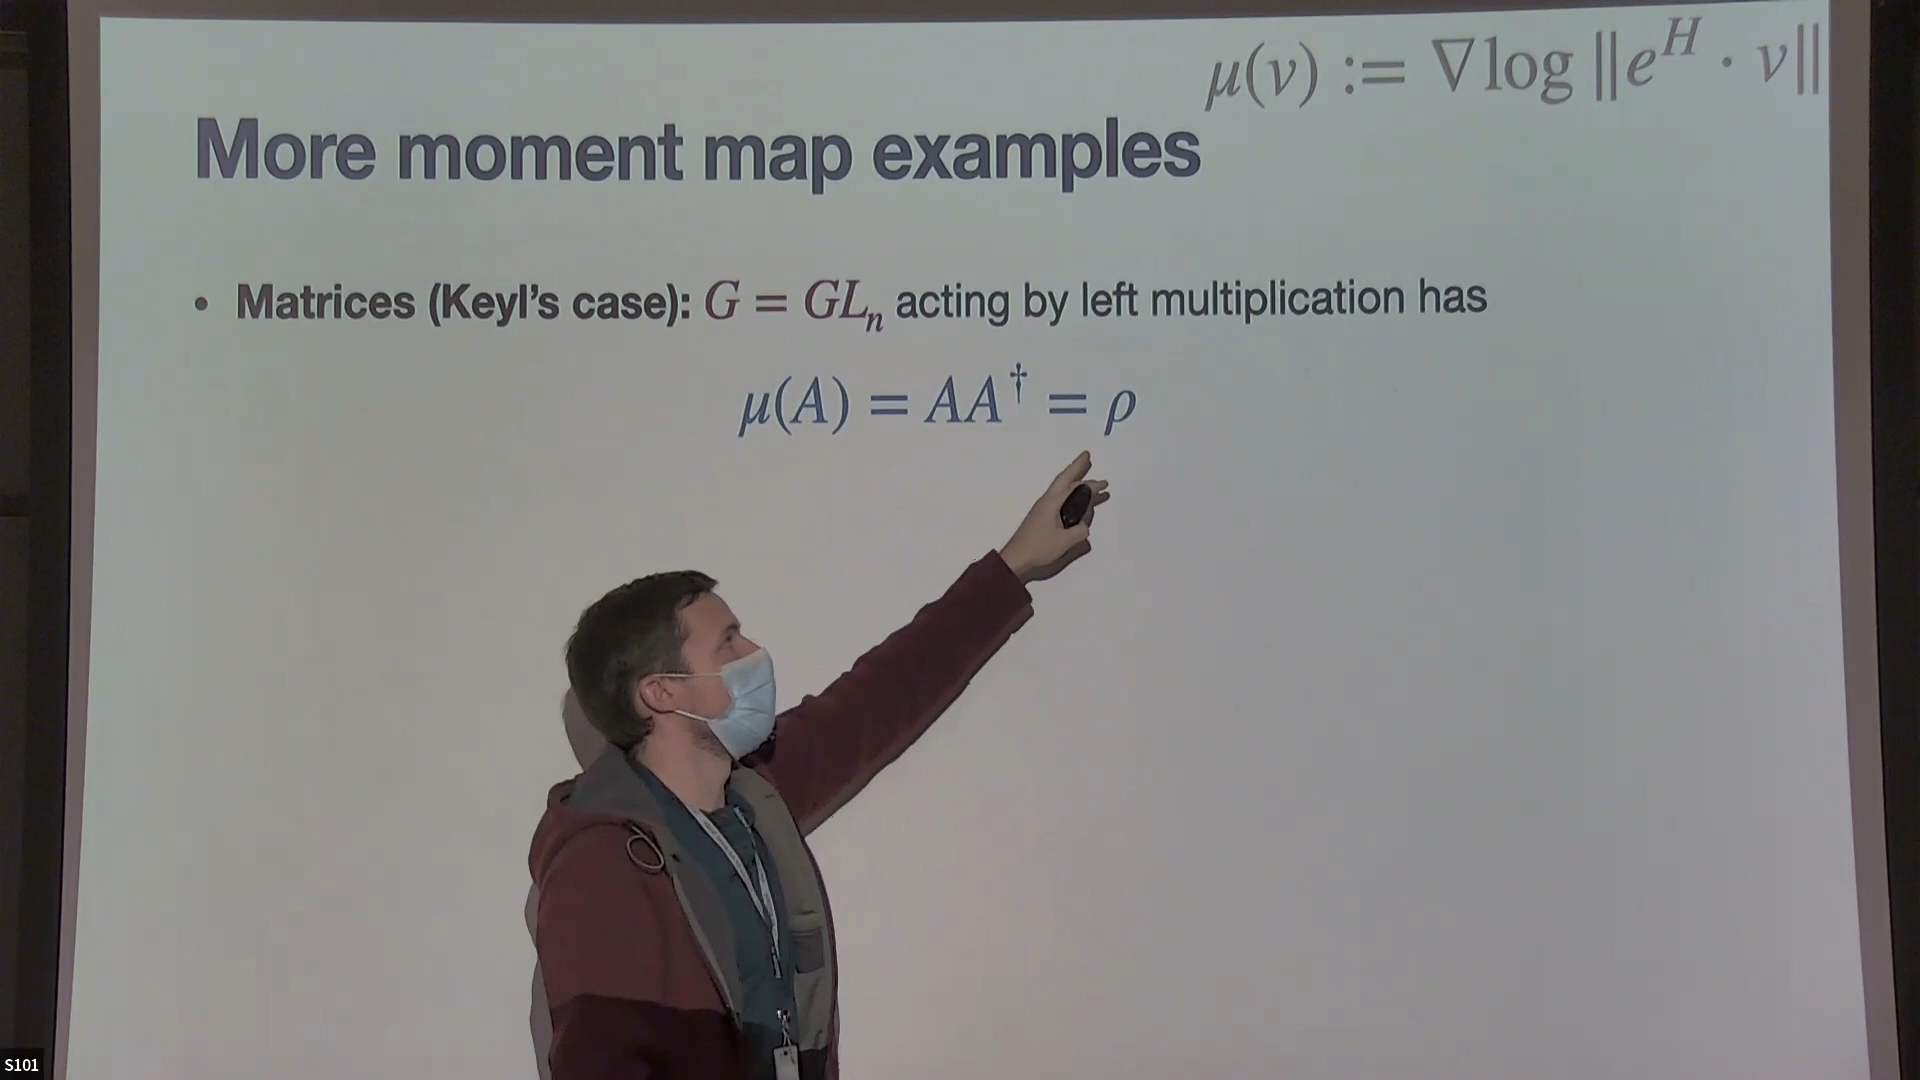 μ(v) := ∇log ‖e^H · v‖
More moment map examples
• Matrices (Keyl's case): G = GL_n acting by left multiplication has
μ(A) = AA^† = ρ
S101